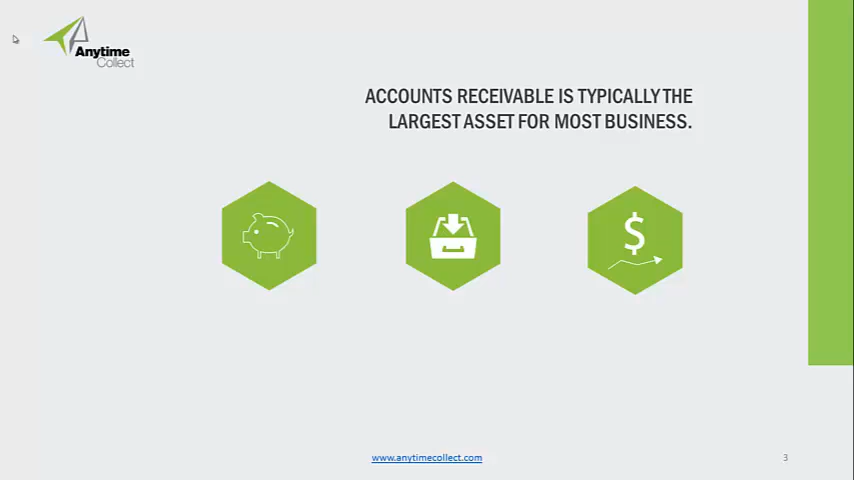 Anytime
Collect
ACCOUNTS RECEIVABLE IS TYPICALLY THE
LARGEST ASSET FOR MOST BUSINESS.
$
www.anytimecollect.com
3